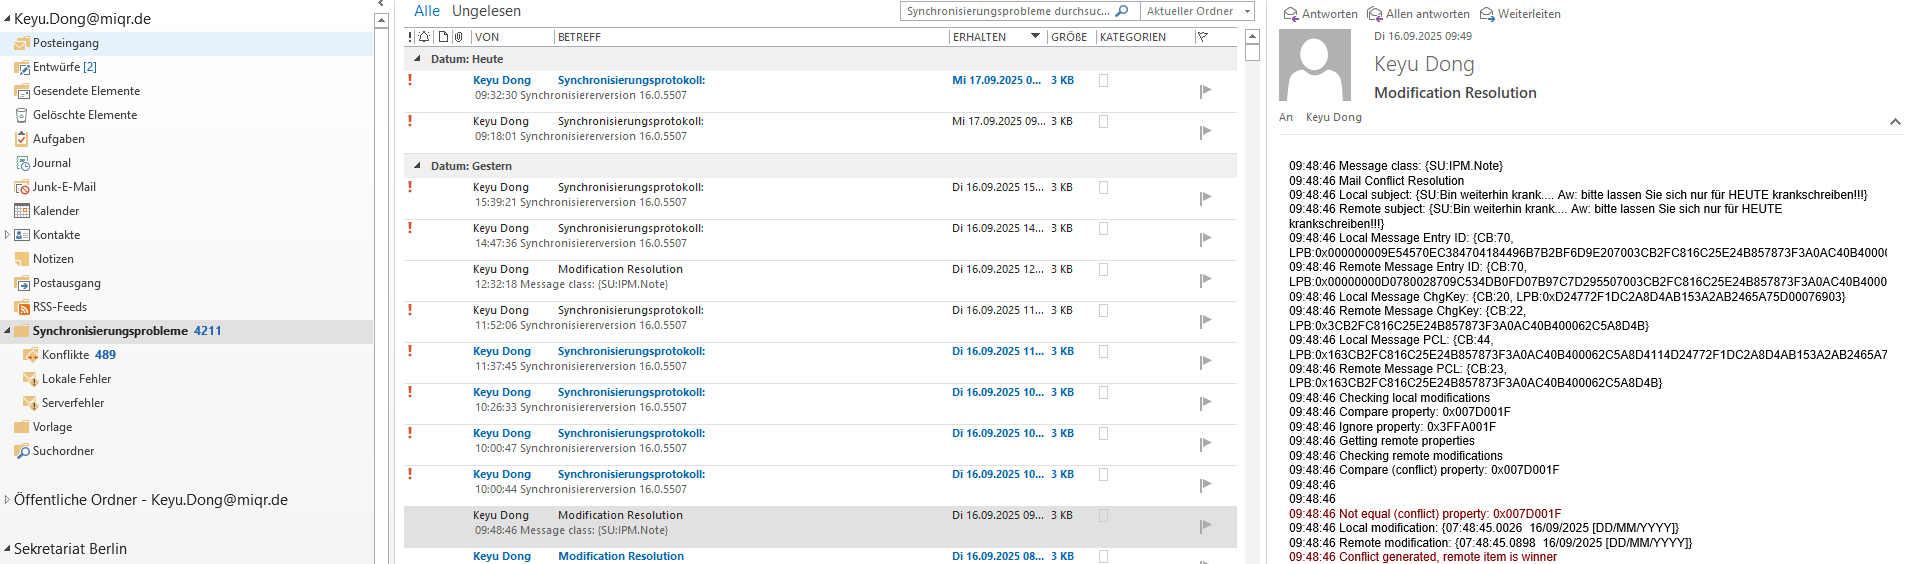 Keyu.Dong@miqr.de
Posteingang
Entwürfe [2]
Gesendete Elemente
Gelöschte Elemente
Aufgaben
Journal
Junk-E-Mail
Kalender
Kontakte
Notizen
Postausgang
RSS-Feeds
Synchronisierungsprobleme 4211
Konflikte 489
Lokale Fehler
Serverfehler
Vorlage
Suchordner
Öffentliche Ordner - Keyu.Dong@miqr.de
Sekretariat Berlin
Alle Ungelesen
Synchronisierungsprobleme durchsuc... Aktueller Ordner
VON BETREFF ERHALTEN GRÖßE KATEGORIEN
Datum: Heute
! Keyu Dong Synchronisierungsprotokoll: Mi 17.09.2025 0... 3 KB
09:32:30 Synchronisiererversion 16.0.5507
! Keyu Dong Synchronisierungsprotokoll: Mi 17.09.2025 09... 3 KB
09:18:01 Synchronisiererversion 16.0.5507
Datum: Gestern
! Keyu Dong Synchronisierungsprotokoll: Di 16.09.2025 15... 3 KB
15:39:21 Synchronisiererversion 16.0.5507
! Keyu Dong Synchronisierungsprotokoll: Di 16.09.2025 14... 3 KB
14:47:36 Synchronisiererversion 16.0.5507
Keyu Dong Modification Resolution Di 16.09.2025 12... 3 KB
12:32:18 Message class: {SU:IPM.Note}
! Keyu Dong Synchronisierungsprotokoll: Di 16.09.2025 11... 3 KB
11:52:06 Synchronisiererversion 16.0.5507
! Keyu Dong Synchronisierungsprotokoll: Di 16.09.2025 11... 3 KB
11:37:45 Synchronisiererversion 16.0.5507
! Keyu Dong Synchronisierungsprotokoll: Di 16.09.2025 10... 3 KB
10:26:33 Synchronisiererversion 16.0.5507
! Keyu Dong Synchronisierungsprotokoll: Di 16.09.2025 10... 3 KB
10:00:47 Synchronisiererversion 16.0.5507
! Keyu Dong Synchronisierungsprotokoll: Di 16.09.2025 10... 3 KB
10:00:44 Synchronisiererversion 16.0.5507
Keyu Dong Modification Resolution Di 16.09.2025 09... 3 KB
09:48:46 Message class: {SU:IPM.Note}
Keyu Dong Modification Resolution Di 16.09.2025 08... 3 KB
Antworten Allen antworten Weiterleiten
Di 16.09.2025 09:49
Keyu Dong
Modification Resolution
An Keyu Dong
09:48:46 Message class: {SU:IPM.Note}
09:48:46 Mail Conflict Resolution
09:48:46 Local subject: {SU:Bin weiterhin krank.... Aw: bitte lassen Sie sich nur für HEUTE krankschreiben!!!}
09:48:46 Remote subject: {SU:Bin weiterhin krank.... Aw: bitte lassen Sie sich nur für HEUTE
krankschreiben!!!}
09:48:46 Local Message Entry ID: {CB:70,
LPB:0x000000009E54570EC384704184496B7B2BF6D9E207003CB2FC816C25E24B857873F3A0AC40B40000
09:48:46 Remote Message Entry ID: {CB:70,
LPB:0x00000000D0780028709C534DB0FD07B97C7D295507003CB2FC816C25E24B857873F3A0AC40B4000
09:48:46 Local Message ChgKey: {CB:20, LPB:0xD24772F1DC2A8D4AB153A2AB2465A75D00076903}
09:48:46 Remote Message ChgKey: {CB:22,
LPB:0x3CB2FC816C25E24B857873F3A0AC40B400062C5A8D4B}
09:48:46 Local Message PCL: {CB:44,
LPB:0x163CB2FC816C25E24B857873F3A0AC40B400062C5A8D4114D24772F1DC2A8D4AB153A2AB2465A7
09:48:46 Remote Message PCL: {CB:23,
LPB:0x163CB2FC816C25E24B857873F3A0AC40B400062C5A8D4B}
09:48:46 Checking local modifications
09:48:46 Compare property: 0x007D001F
09:48:46 Ignore property: 0x3FFA001F
09:48:46 Getting remote properties
09:48:46 Checking remote modifications
09:48:46 Compare (conflict) property: 0x007D001F
09:48:46
09:48:46
09:48:46 Not equal (conflict) property: 0x007D001F
09:48:46 Local modification: {07:48:45.0026 16/09/2025 [DD/MM/YYYY]}
09:48:46 Remote modification: {07:48:45.0898 16/09/2025 [DD/MM/YYYY]}
09:48:46 Conflict generated, remote item is winner